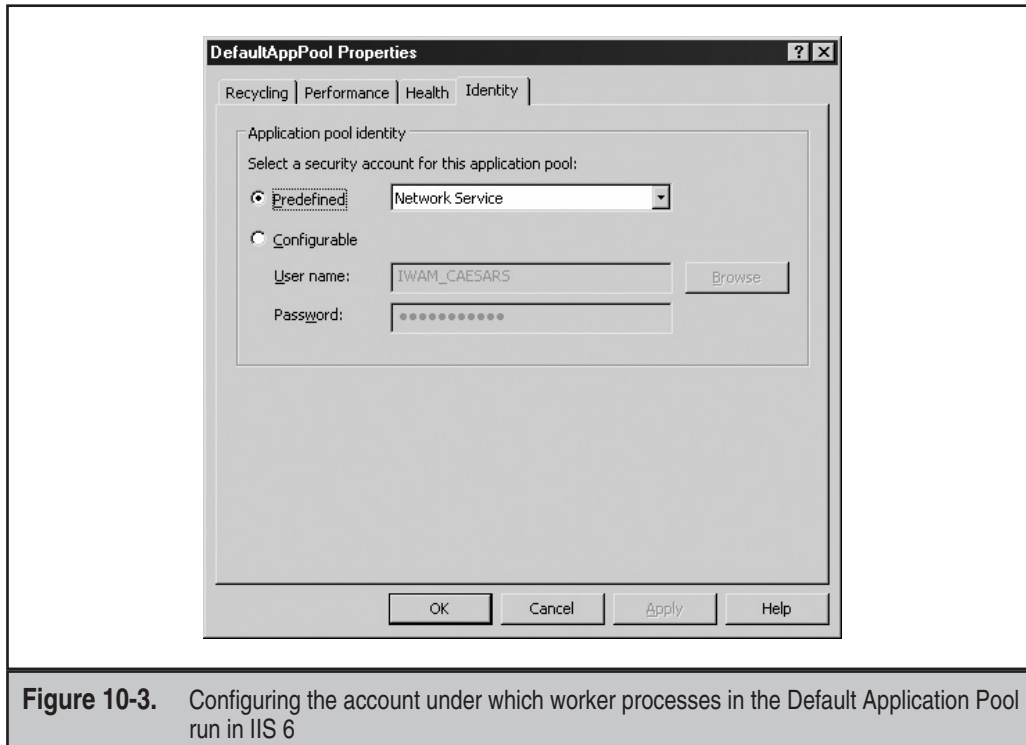 DefaultAppPool Properties
? X
Recycling Performance Health Identity
Application pool identity
Select a security account for this application pool:
Predefined Network Service
Configurable
User name: IWAM_CAESARS Browse
Password: ●●●●●●●●●●●
OK Cancel Apply Help
Figure 10-3. Configuring the account under which worker processes in the Default Application Pool
run in IIS 6